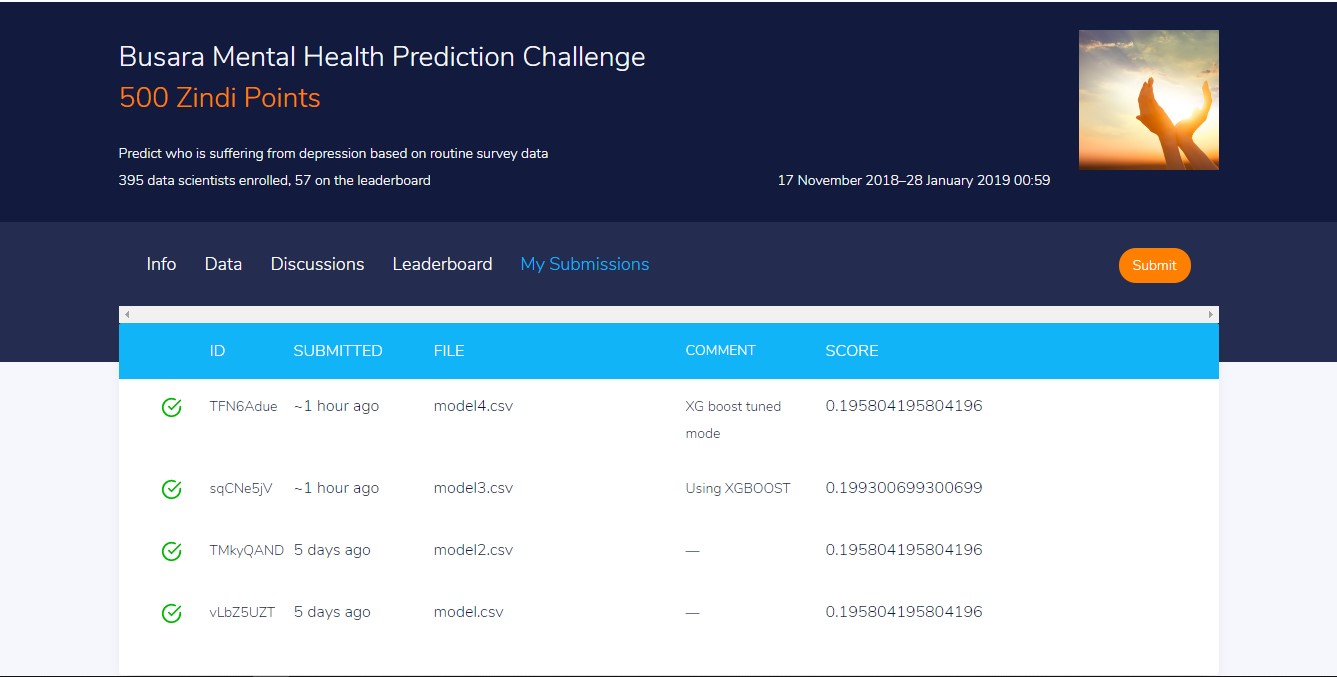 Busara Mental Health Prediction Challenge
500 Zindi Points
Predict who is suffering from depression based on routine survey data
395 data scientists enrolled, 57 on the leaderboard
17 November 2018–28 January 2019 00:59
Info Data Discussions Leaderboard My Submissions Submit
ID SUBMITTED FILE COMMENT SCORE
TFN6Adue ~1 hour ago model4.csv XG boost tuned 0.195804195804196
mode
sqCNe5jV ~1 hour ago model3.csv Using XGBOOST 0.199300699300699
TMkyQAND 5 days ago model2.csv — 0.195804195804196
vLbZ5UZT 5 days ago model.csv — 0.195804195804196